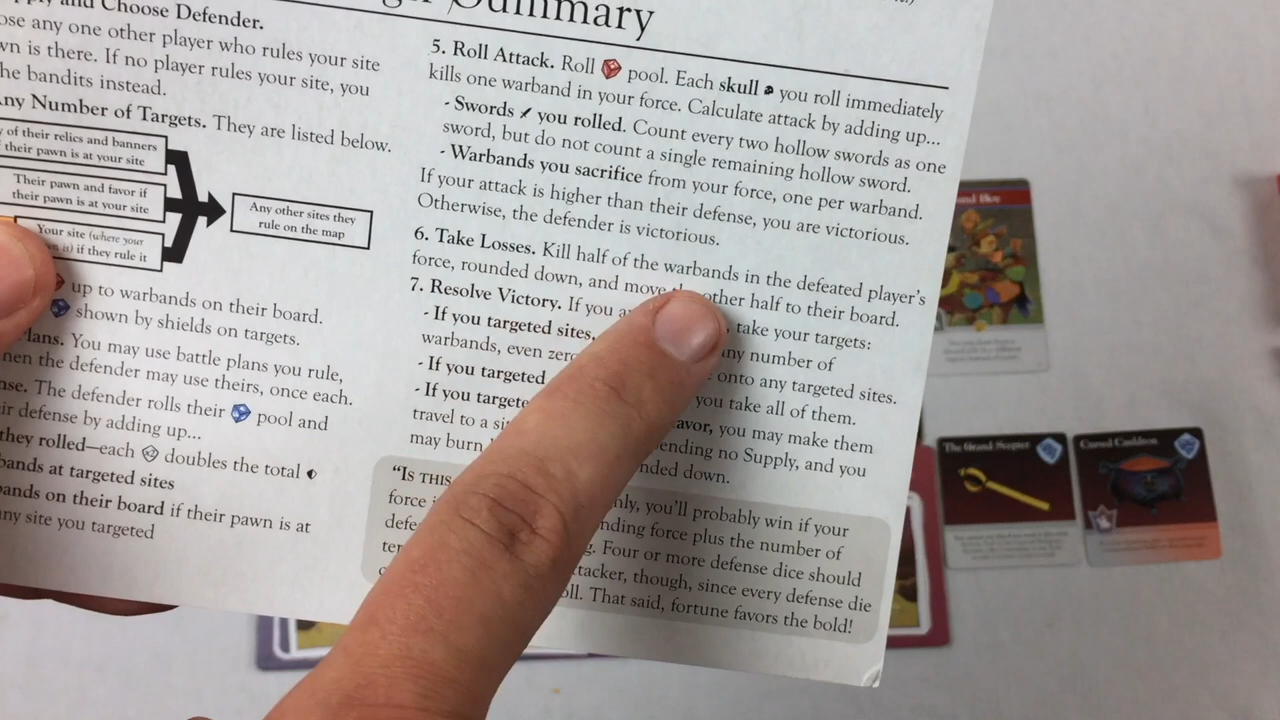 Summary
and Choose Defender.
ose any one other player who rules your site
wn is there. If no player rules your site, you
he bandits instead.
Any Number of Targets. They are listed below.
of their relics and banners
their pawn is at your site
Their pawn and favor if
their pawn is at your site
Your site (where your
is) if they rule it
Any other sites they
rule on the map
up to warbands on their board.
shown by shields on targets.
lans. You may use battle plans you rule,
hen the defender may use theirs, once each.
nse. The defender rolls their pool and
ir defense by adding up...
they rolled—each doubles the total
bands at targeted sites
bands on their board if their pawn is at
any site you targeted
5. Roll Attack. Roll pool. Each skull you roll immediately
kills one warband in your force. Calculate attack by adding up...
- Swords you rolled. Count every two hollow swords as one
sword, but do not count a single remaining hollow sword.
- Warbands you sacrifice from your force, one per warband.
If your attack is higher than their defense, you are victorious.
Otherwise, the defender is victorious.
6. Take Losses. Kill half of the warbands in the defeated player's
force, rounded down, and move other half to their board.
7. Resolve Victory. If you take your targets:
- If you targeted sites, any number of
warbands, even zero onto any targeted sites.
- If you targeted you take all of them.
- If you targete avor, you may make them
travel to a si ending no Supply, and you
may burn nded down.
"IS THIS nly, you'll probably win if your
force i nding force plus the number of
defe g. Four or more defense dice should
ter ttacker, though, since every defense die
oll. That said, fortune favors the bold!
The Grand Scepter
Cursed Cauldron